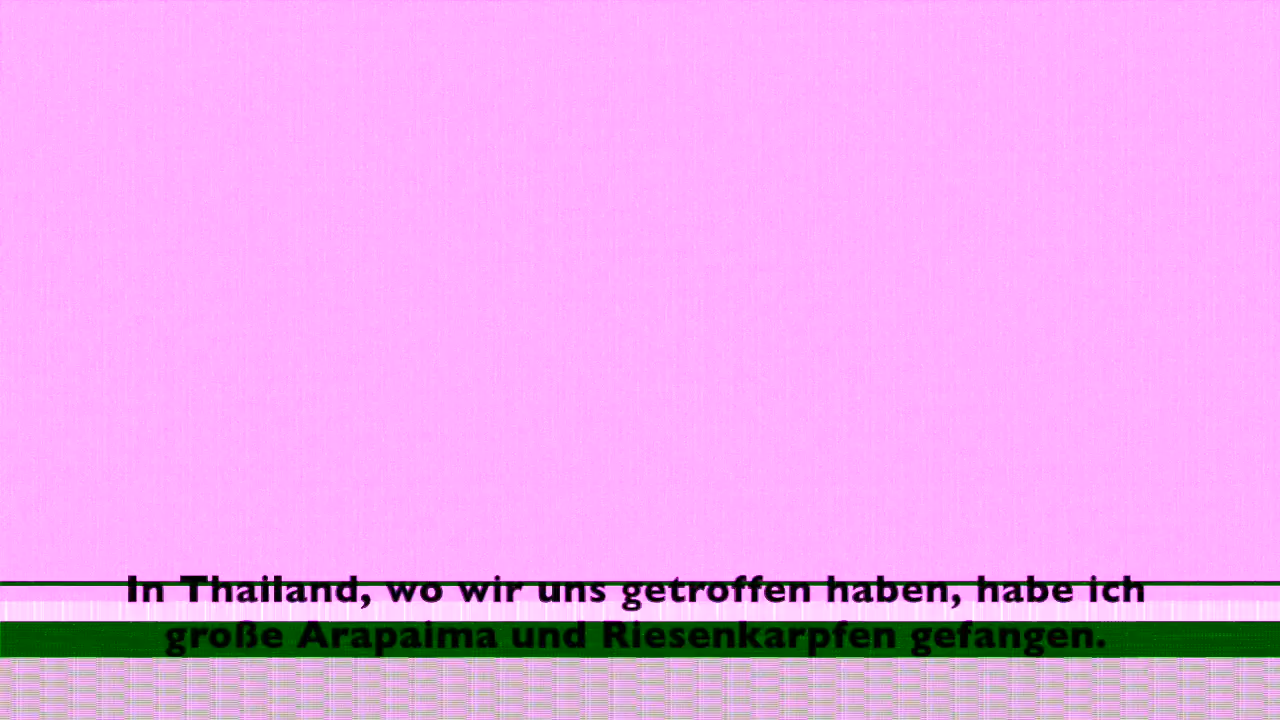 In Thailand, wo wir uns getroffen haben, habe ich
große Arapaima und Riesenkarpfen gefangen.